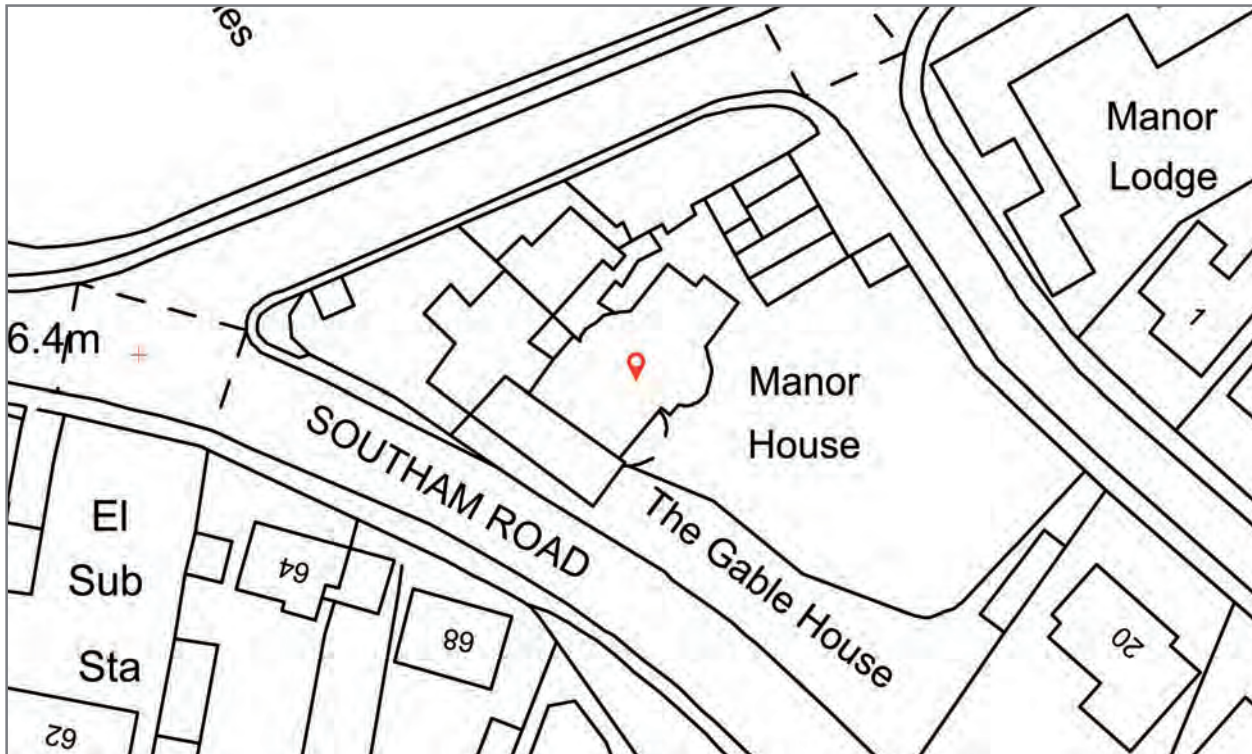 es
Manor
Lodge
1
6.4m
Manor
House
SOUTHAM ROAD
The Gable House
El
Sub
Sta
64
68
62
20